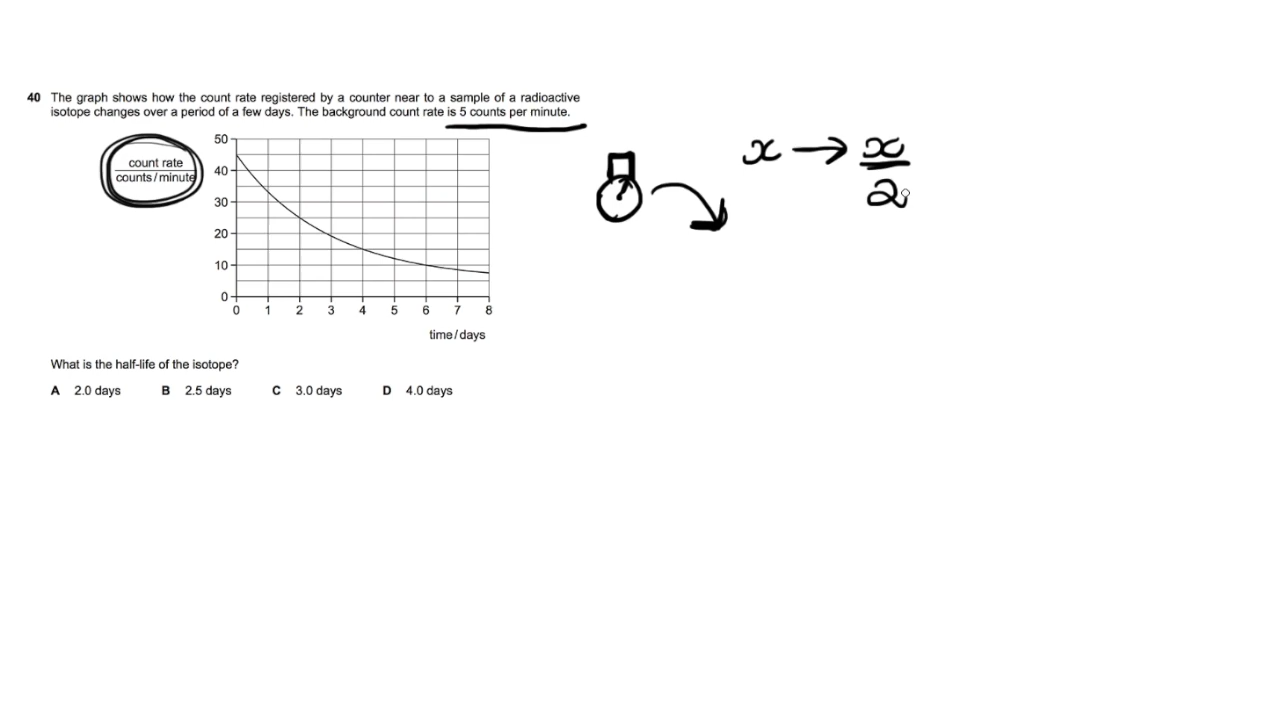 40 The graph shows how the count rate registered by a counter near to a sample of a radioactive
isotope changes over a period of a few days. The background count rate is 5 counts per minute.
count rate
counts / minute
50
40
30
20
10
0
0 1 2 3 4 5 6 7 8
time / days
x → x/2
What is the half-life of the isotope?
A 2.0 days B 2.5 days C 3.0 days D 4.0 days